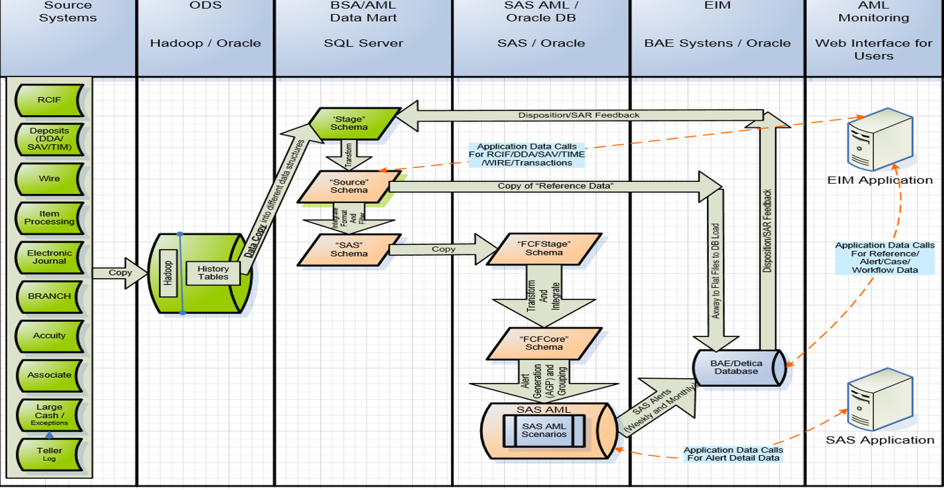 Source
Systems
ODS
Hadoop / Oracle
BSA/AML
Data Mart
SQL Server
SAS AML /
Oracle DB
SAS / Oracle
EIM
BAE Systens / Oracle
AML
Monitoring
Web Interface for
Users
RCIF
Deposits
(DDA/
SAV/TIM)
Wire
Item
Processing
Electronic
Journal
BRANCH
Accuity
Associate
Large
Cash /
Exceptions
Teller
Log
Copy
Hadoop
History
Tables
Data Copy into different data structures
"Stage"
Schema
Transform
"Source"
Schema
Integrate
Format
And
Filter
"SAS"
Schema
Copy
Disposition/SAR Feedback
Application Data Calls
For RCIF/DDA/SAV/TIME
/WIRE/Transactions
Copy of "Reference Data"
"FCFStage"
Schema
Transform
And
Integrate
"FCFCore"
Schema
Alert
Generation
(AGP) and
Grouping
SAS AML
SAS AML
Scenarios
SAS Alerts
(Weekly and Monthly)
Axway to Flat Files to DB Load
Disposition/SAR Feedback
BAE/Detica
Database
EIM Application
Application Data Calls
For Reference/
Alert/Case/
Workflow Data
SAS Application
Application Data Calls
For Alert Detail Data